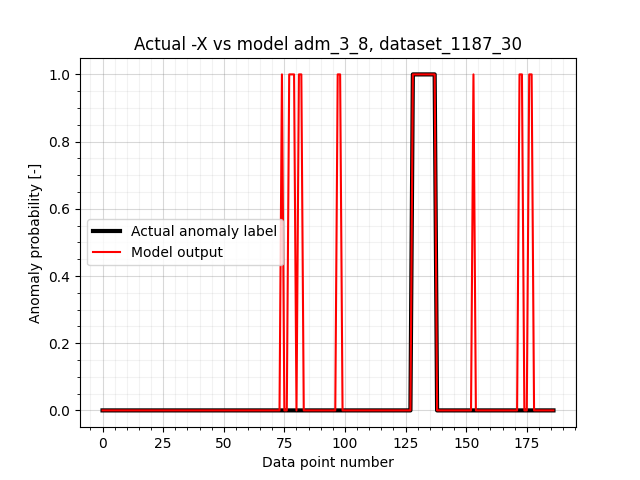 Actual -X vs model adm_3_8, dataset_1187_30
Anomaly probability [-]
1.0
0.8
0.6
0.4
0.2
0.0
Actual anomaly label
Model output
0 25 50 75 100 125 150 175
Data point number